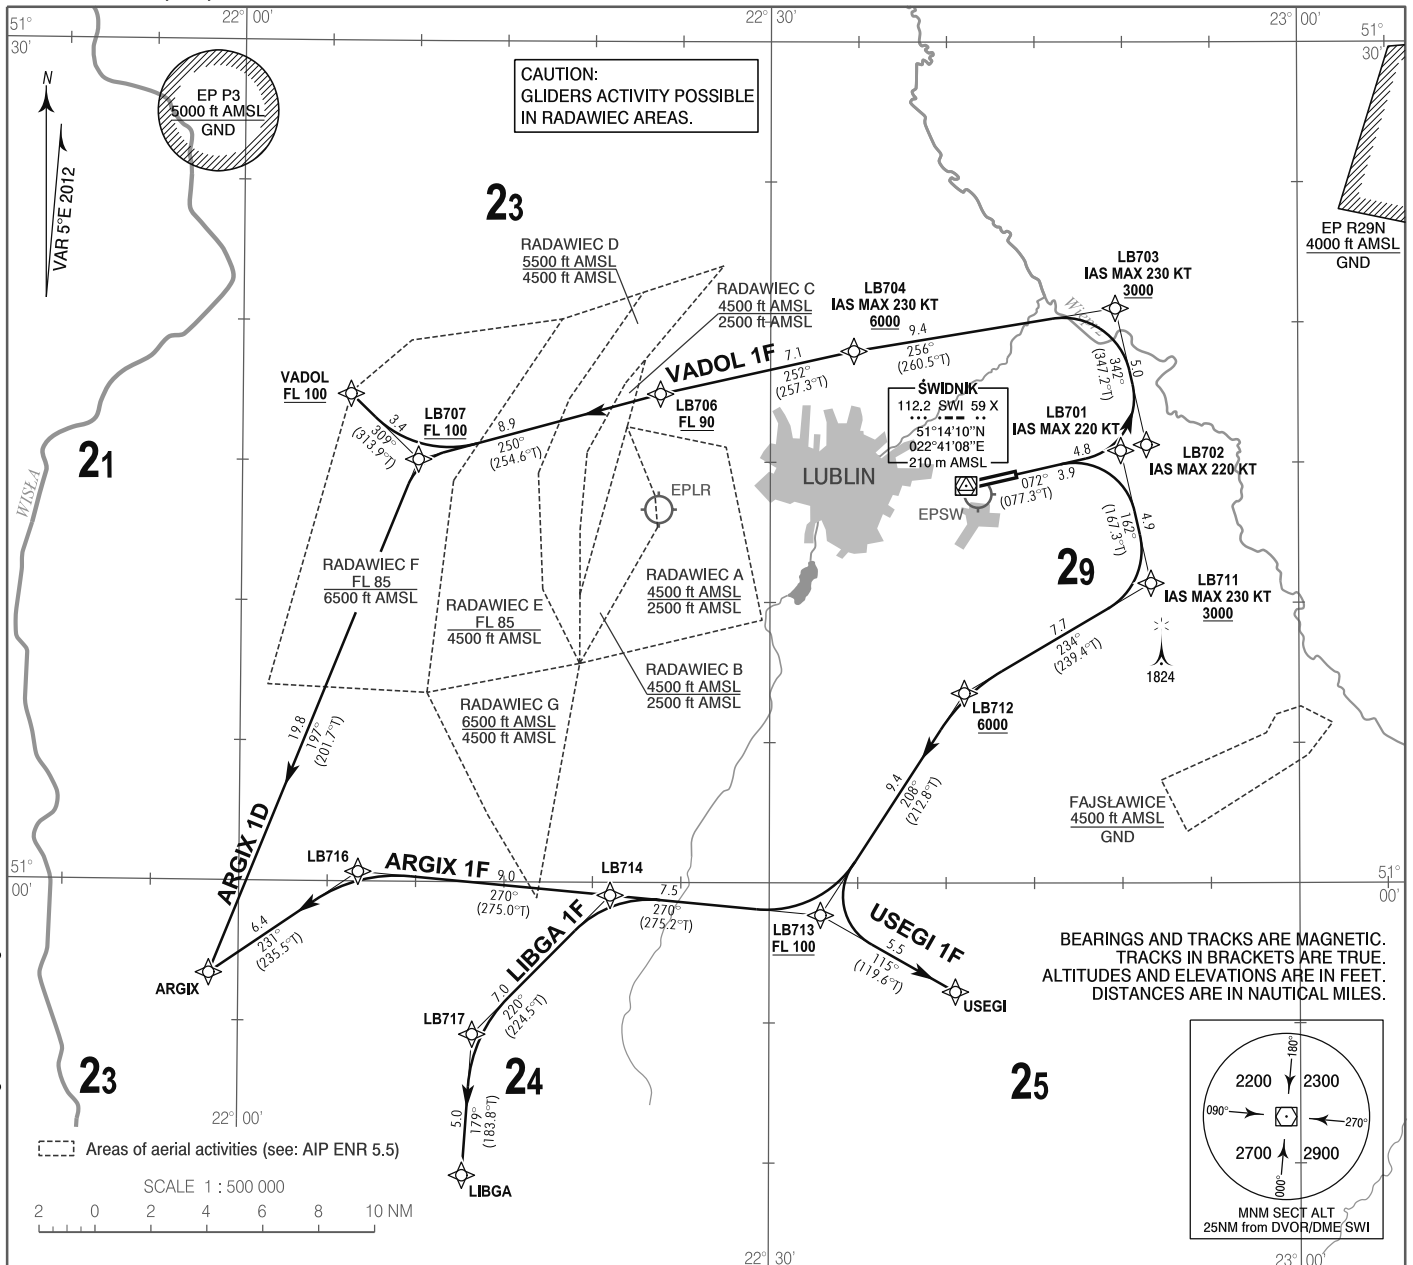 22° 00'
22° 30'
23° 00'
51°
30'
51°
30'
N
VAR 5°E 2012
EP P3
5000 ft AMSL
GND
CAUTION:
GLIDERS ACTIVITY POSSIBLE
IN RADAWIEC AREAS.
23
EP R29N
4000 ft AMSL
GND
RADAWIEC D
5500 ft AMSL
4500 ft AMSL
RADAWIEC C
4500 ft AMSL
2500 ft AMSL
LB704
IAS MAX 230 KT
6000
LB703
IAS MAX 230 KT
3000
Wieprz
VADOL 1F
7.1
252°
(257.3°T)
9.4
256°
(260.5°T)
5.0
342°
(347.2°T)
VADOL
FL 100
3.4
309°
(313.9°T)
LB707
FL 100
8.9
250°
(254.6°T)
LB706
FL 90
ŚWIDNIK
112.2 SWI 59 X
51°14'10"N
022°41'08"E
210 m AMSL
LB701
IAS MAX 220 KT
LB702
IAS MAX 220 KT
4.8
3.9
072°
(077.3°T)
21
WISŁA
LUBLIN
EPLR
EPSW
4.9
162°
(167.3°T)
29
LB711
IAS MAX 230 KT
3000
RADAWIEC F
FL 85
6500 ft AMSL
RADAWIEC E
FL 85
4500 ft AMSL
RADAWIEC A
4500 ft AMSL
2500 ft AMSL
7.7
234°
(239.4°T)
1824
RADAWIEC B
4500 ft AMSL
2500 ft AMSL
RADAWIEC G
6500 ft AMSL
4500 ft AMSL
LB712
6000
19.8
197°
(201.7°T)
9.4
208°
(212.8°T)
FAJSŁAWICE
4500 ft AMSL
GND
ARGIX 1D
LB716
ARGIX 1F
9.0
270°
(275.0°T)
LB714
7.5
270°
(275.2°T)
51°
00'
51°
00'
6.4
231°
(235.5°T)
ARGIX
LIBGA 1F
7.0
220°
(224.5°T)
LB713
FL 100
USEGI 1F
5.5
115°
(119.6°T)
USEGI
BEARINGS AND TRACKS ARE MAGNETIC.
TRACKS IN BRACKETS ARE TRUE.
ALTITUDES AND ELEVATIONS ARE IN FEET.
DISTANCES ARE IN NAUTICAL MILES.
LB717
23
24
25
5.0
179°
(183.8°T)
LIBGA
22° 00'
Areas of aerial activities (see: AIP ENR 5.5)
SCALE 1 : 500 000
2 0 2 4 6 8 10 NM
180°
2200 2300
090° 270°
2700 2900
000°
MNM SECT ALT
25NM from DVOR/DME SWI
22° 30'
23° 00'